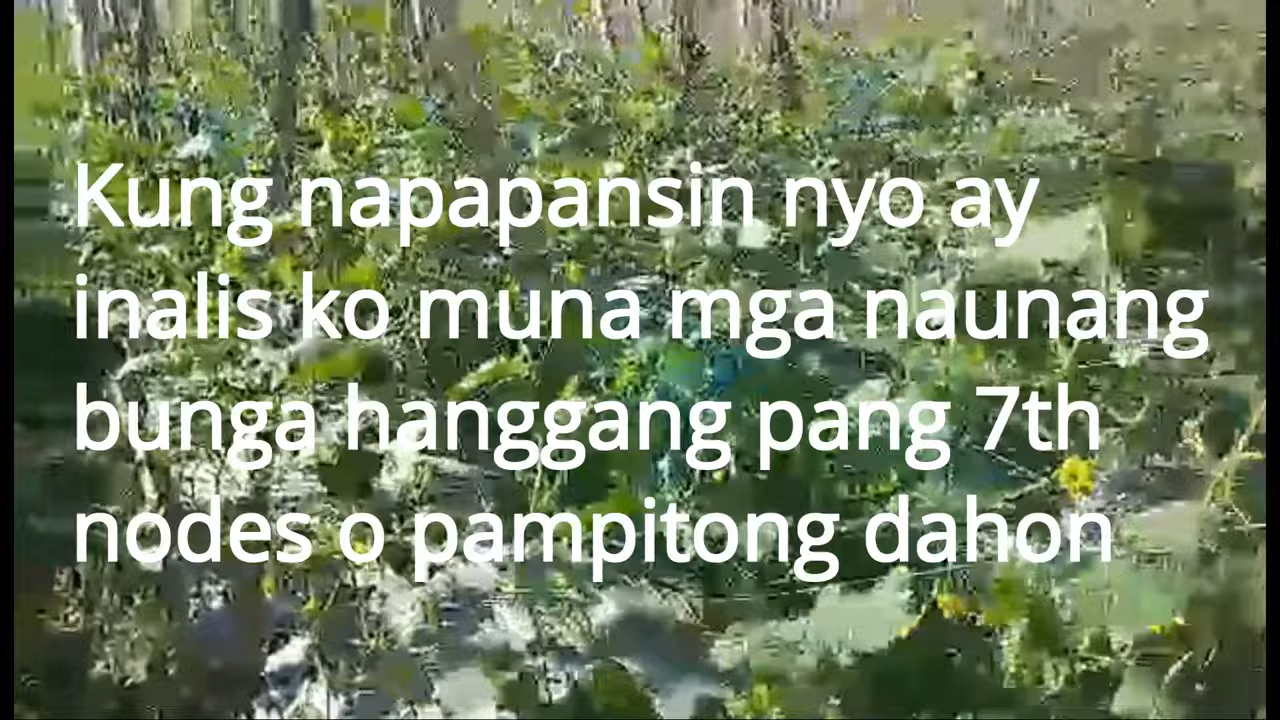 Kung napapansin nyo ay
inalis ko muna mga naunang
bunga hanggang pang 7th
nodes o pampitong dahon